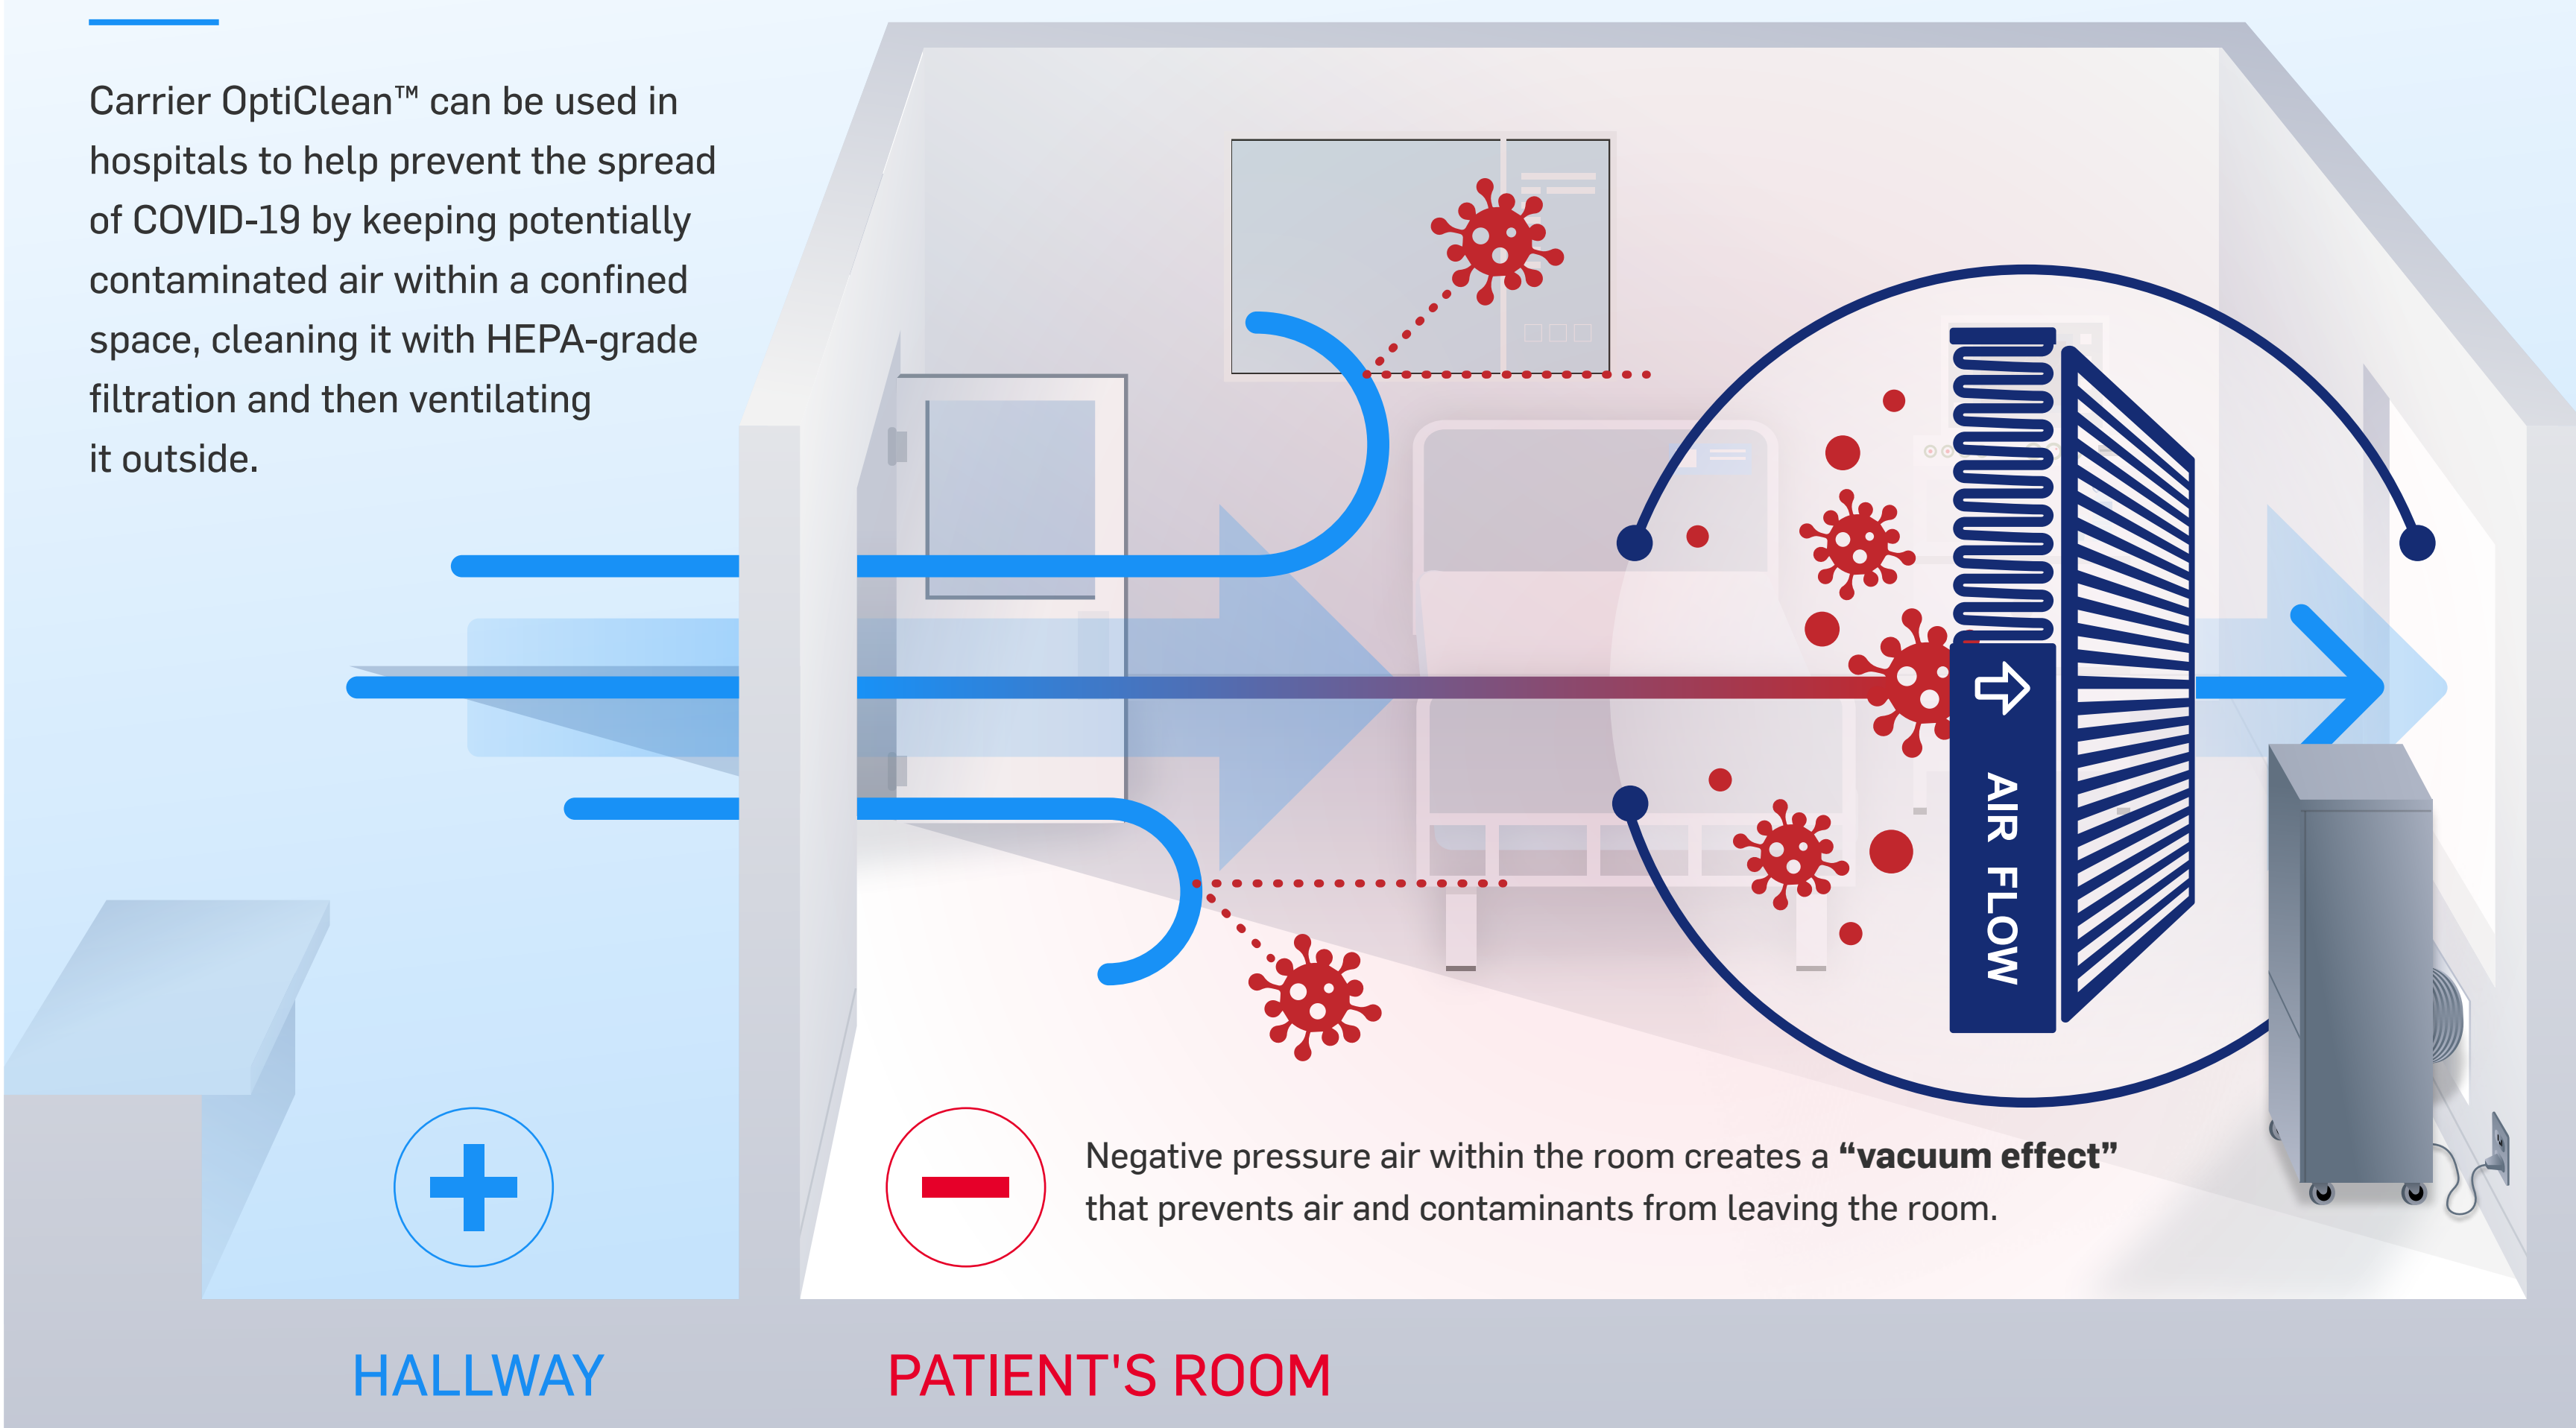 Carrier OptiClean™ can be used in
hospitals to help prevent the spread
of COVID-19 by keeping potentially
contaminated air within a confined
space, cleaning it with HEPA-grade
filtration and then ventilating
it outside.
AIR FLOW
Negative pressure air within the room creates a “vacuum effect”
that prevents air and contaminants from leaving the room.
HALLWAY
PATIENT'S ROOM